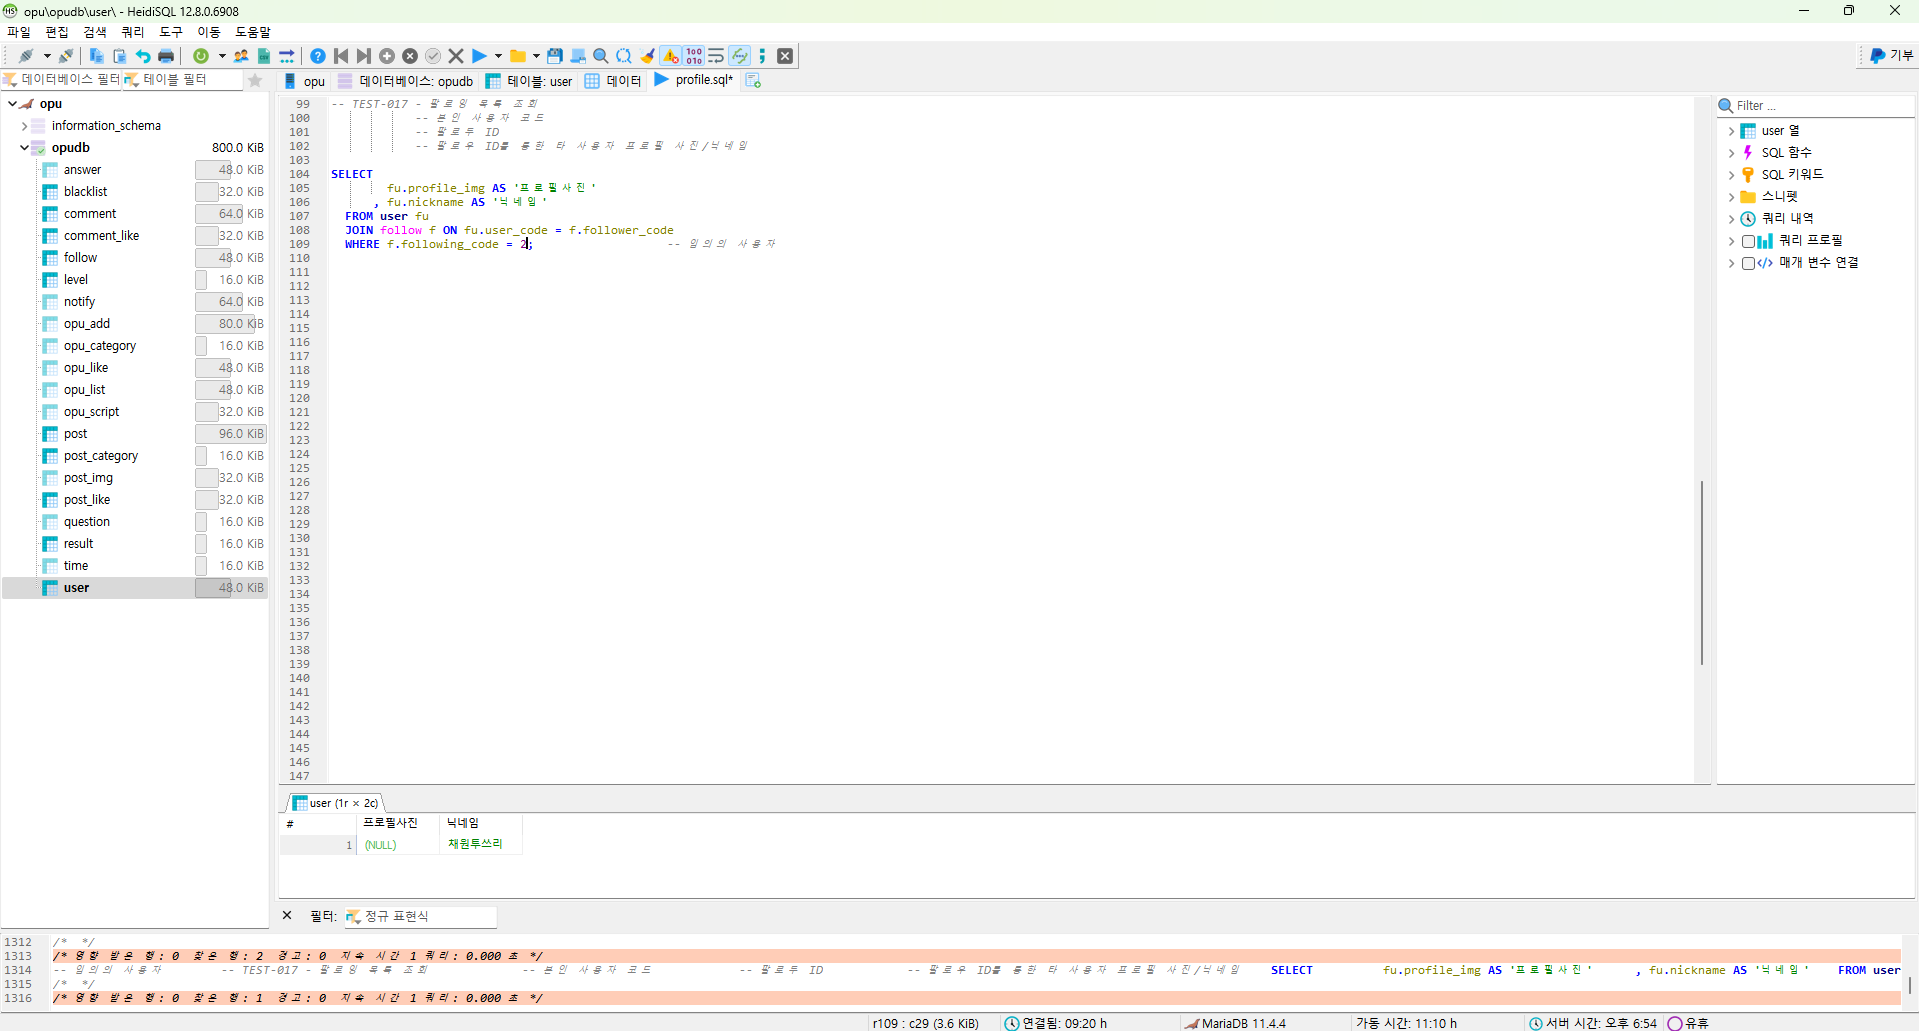 opu\opudb\user\ - HeidiSQL 12.8.0.6908
파일 편집 검색 쿼리 도구 이동 도움말
기부
데이터베이스 필터 테이블 필터
opu 데이터베이스: opudb 테이블: user 데이터 profile.sql*
opu
information_schema
opudb 800.0 KiB
answer 48.0 KiB
blacklist 32.0 KiB
comment 64.0 KiB
comment_like 32.0 KiB
follow 48.0 KiB
level 16.0 KiB
notify 64.0 KiB
opu_add 80.0 KiB
opu_category 16.0 KiB
opu_like 48.0 KiB
opu_list 48.0 KiB
opu_script 32.0 KiB
post 96.0 KiB
post_category 16.0 KiB
post_img 32.0 KiB
post_like 32.0 KiB
question 16.0 KiB
result 16.0 KiB
time 16.0 KiB
user 48.0 KiB
99 -- TEST-017 - 팔로잉 목록 조회
100 -- 본인 사용자 코드
101 -- 팔로두 ID
102 -- 팔로우 ID를 통한 타 사용자 프로필 사진/닉네임
103
104 SELECT
105 fu.profile_img AS '프로필사진'
106 , fu.nickname AS '닉네임'
107 FROM user fu
108 JOIN follow f ON fu.user_code = f.follower_code
109 WHERE f.following_code = 2; -- 임의의 사용자
110
111
112
113
114
115
116
117
118
119
120
121
122
123
124
125
126
127
128
129
130
131
132
133
134
135
136
137
138
139
140
141
142
143
144
145
146
147
Filter ...
user 열
SQL 함수
SQL 키워드
스니펫
쿼리 내역
쿼리 프로필
매개 변수 연결
user (1r × 2c)
# 프로필사진 닉네임
1 (NULL) 채원투쓰리
필터: 정규 표현식
1312 /* */
1313 /* 영향 받은 행: 0 찾은 행: 2 경고: 0 지속 시간 1 쿼리: 0.000 초 */
1314 -- 임의의 사용자 -- TEST-017 - 팔로잉 목록 조회 -- 본인 사용자 코드 -- 팔로두 ID -- 팔로우 ID를 통한 타 사용자 프로필 사진/닉네임 SELECT fu.profile_img AS '프로필사진' , fu.nickname AS '닉네임' FROM user
1315 /* */
1316 /* 영향 받은 행: 0 찾은 행: 1 경고: 0 지속 시간 1 쿼리: 0.000 초 */
r109 : c29 (3.6 KiB) 연결됨: 09:20 h MariaDB 11.4.4 가동 시간: 11:10 h 서버 시간: 오후 6:54 유휴